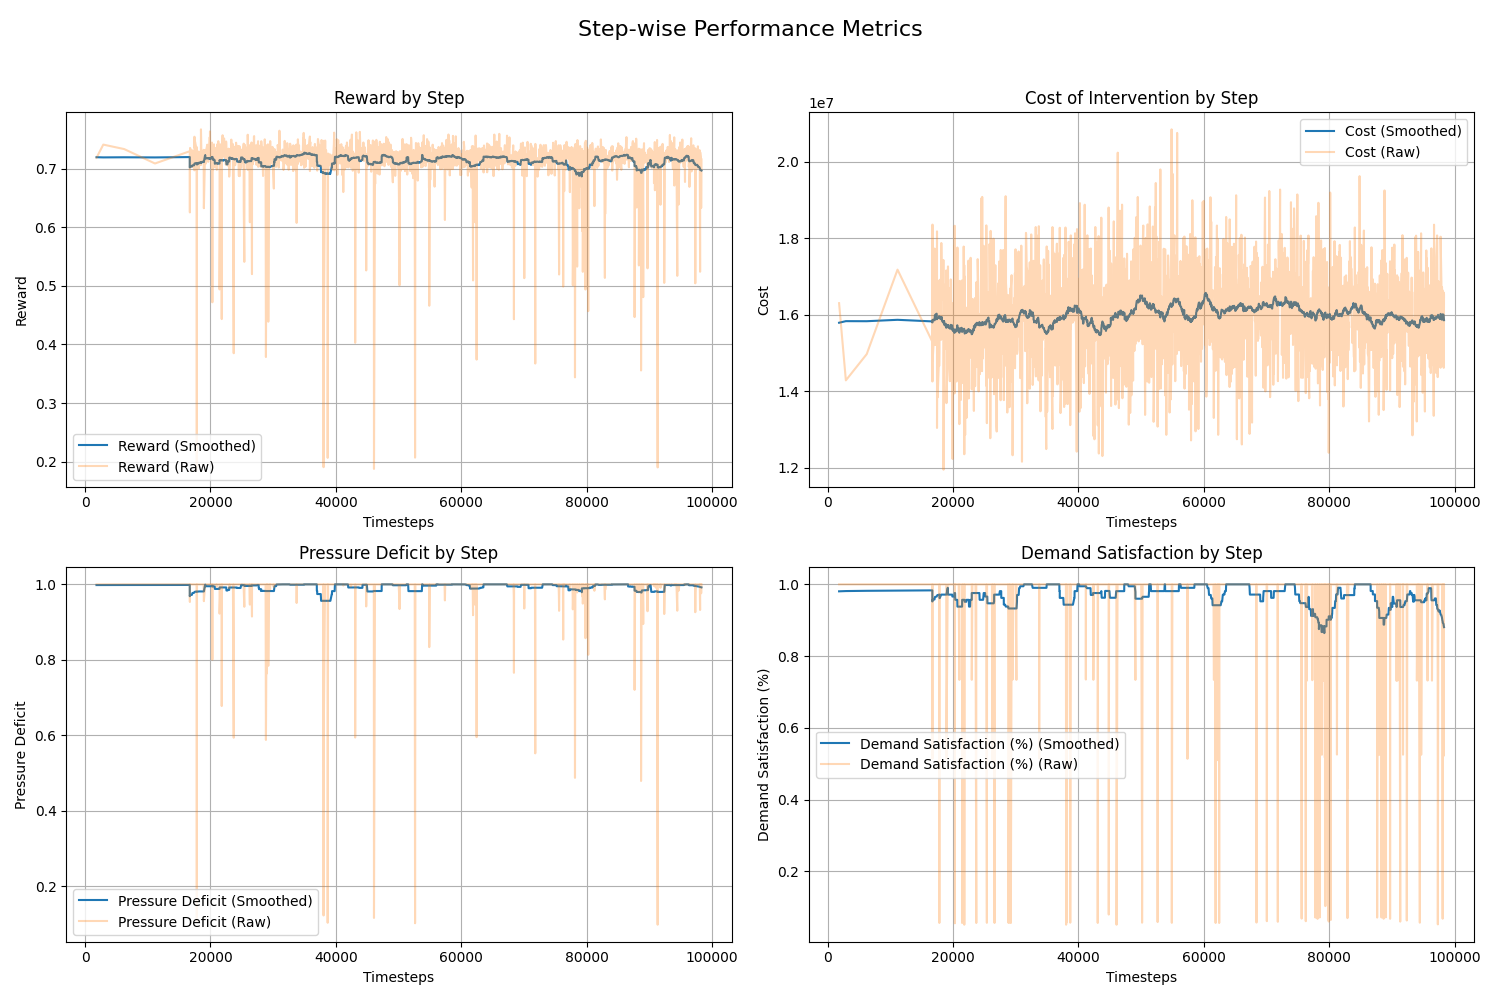 Step-wise Performance Metrics
Reward by Step
Reward
0.7
0.6
0.5
0.4
0.3
0.2
Reward (Smoothed)
Reward (Raw)
0 20000 40000 60000 80000 100000
Timesteps
Cost of Intervention by Step
1e7
Cost
2.0
1.8
1.6
1.4
1.2
Cost (Smoothed)
Cost (Raw)
0 20000 40000 60000 80000 100000
Timesteps
Pressure Deficit by Step
Pressure Deficit
1.0
0.8
0.6
0.4
0.2
Pressure Deficit (Smoothed)
Pressure Deficit (Raw)
0 20000 40000 60000 80000 100000
Timesteps
Demand Satisfaction by Step
Demand Satisfaction (%)
1.0
0.8
0.6
0.4
0.2
Demand Satisfaction (%) (Smoothed)
Demand Satisfaction (%) (Raw)
0 20000 40000 60000 80000 100000
Timesteps